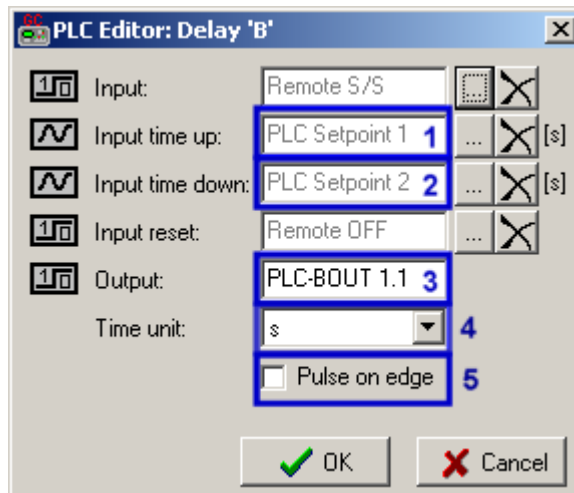 GC PLC Editor: Delay 'B'
Input: Remote S/S ...
Input time up: PLC Setpoint 1 1 ... [s]
Input time down: PLC Setpoint 2 2 ... [s]
Input reset: Remote OFF ...
Output: PLC-BOUT 1.1 3
Time unit: s 4
Pulse on edge 5
OK Cancel